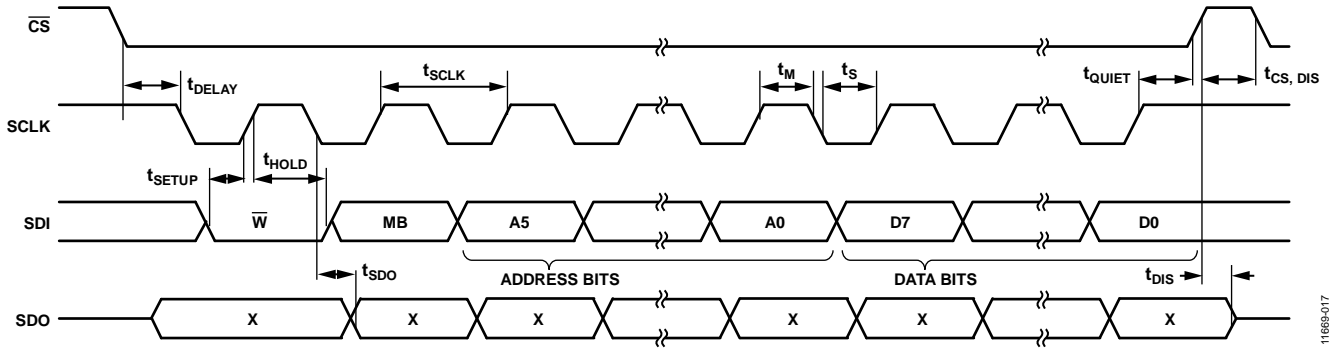 CS
tDELAY
tSCLK
tM
tS
tQUIET
tCS, DIS
SCLK
tSETUP
tHOLD
SDI
W
MB
A5
A0
D7
D0
tSDO
ADDRESS BITS
DATA BITS
tDIS
SDO
X
X
X
X
X
X
11669-017